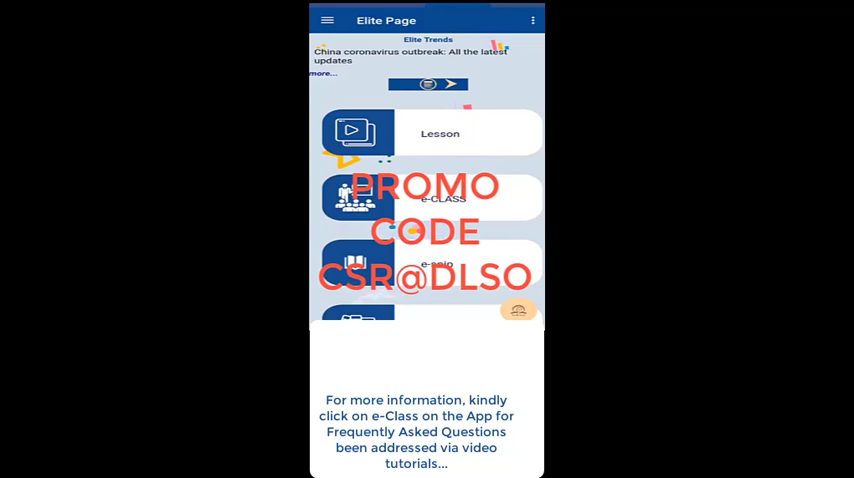 Elite Page
Elite Trends
China coronavirus outbreak: All the latest
updates
more...
Lesson
PROMO
e-CLASS
CODE
e-snip
CSR@DLSO
For more information, kindly
click on e-Class on the App for
Frequently Asked Questions
been addressed via video
tutorials...